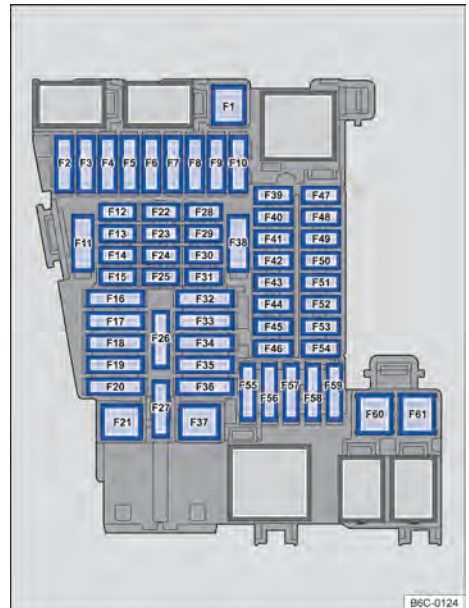 F1
F2 F3 F4 F5 F6 F7 F8 F9 F10
F11
F12 F22 F28
F13 F23 F29
F14 F24 F30
F15 F25 F31
F38
F39 F47
F40 F48
F41 F49
F42 F50
F43 F51
F44 F52
F45 F53
F46 F54
F16 F32
F17 F33
F18 F34
F19 F35
F20 F36
F26
F27
F21 F37
F55 F56 F57 F58 F59
F60 F61
B6C-0124